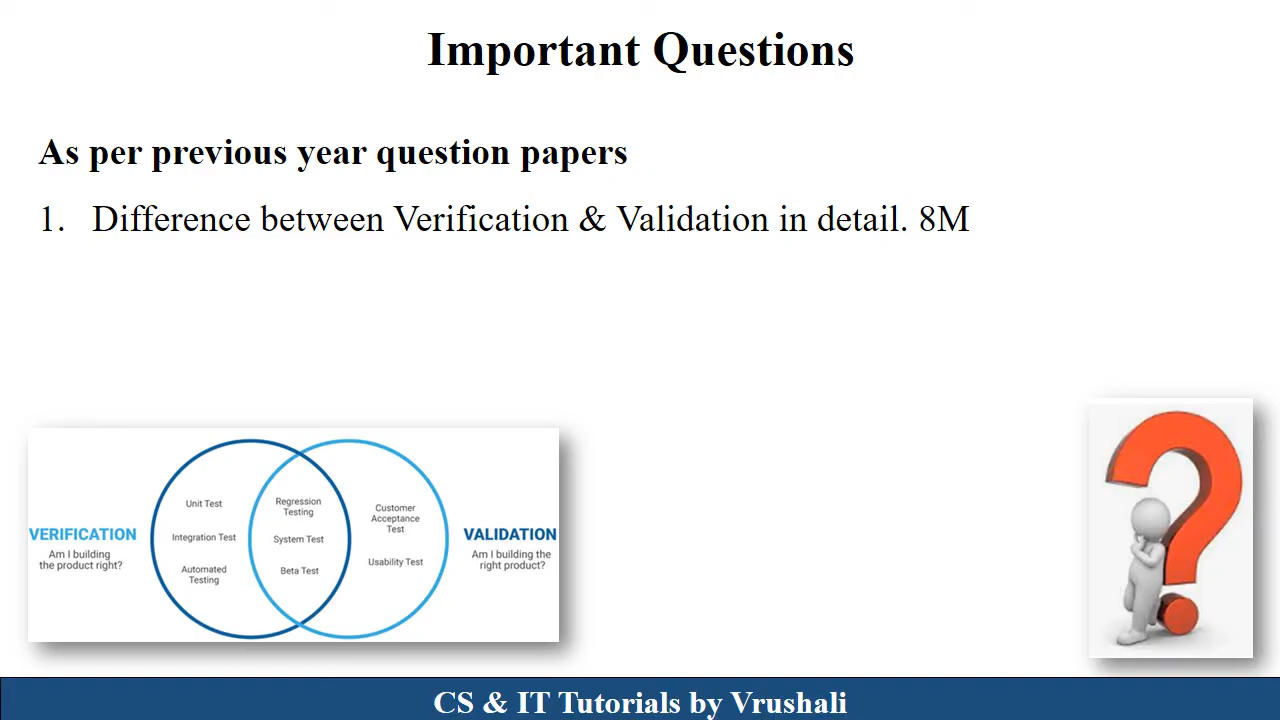 Important Questions
As per previous year question papers
1. Difference between Verification & Validation in detail. 8M
VERIFICATION
Am I building
the product right?
Unit Test
Integration Test
Automated
Testing
Regression
Testing
System Test
Beta Test
Customer
Acceptance
Test
Usability Test
VALIDATION
Am I building the
right product?
CS & IT Tutorials by Vrushali